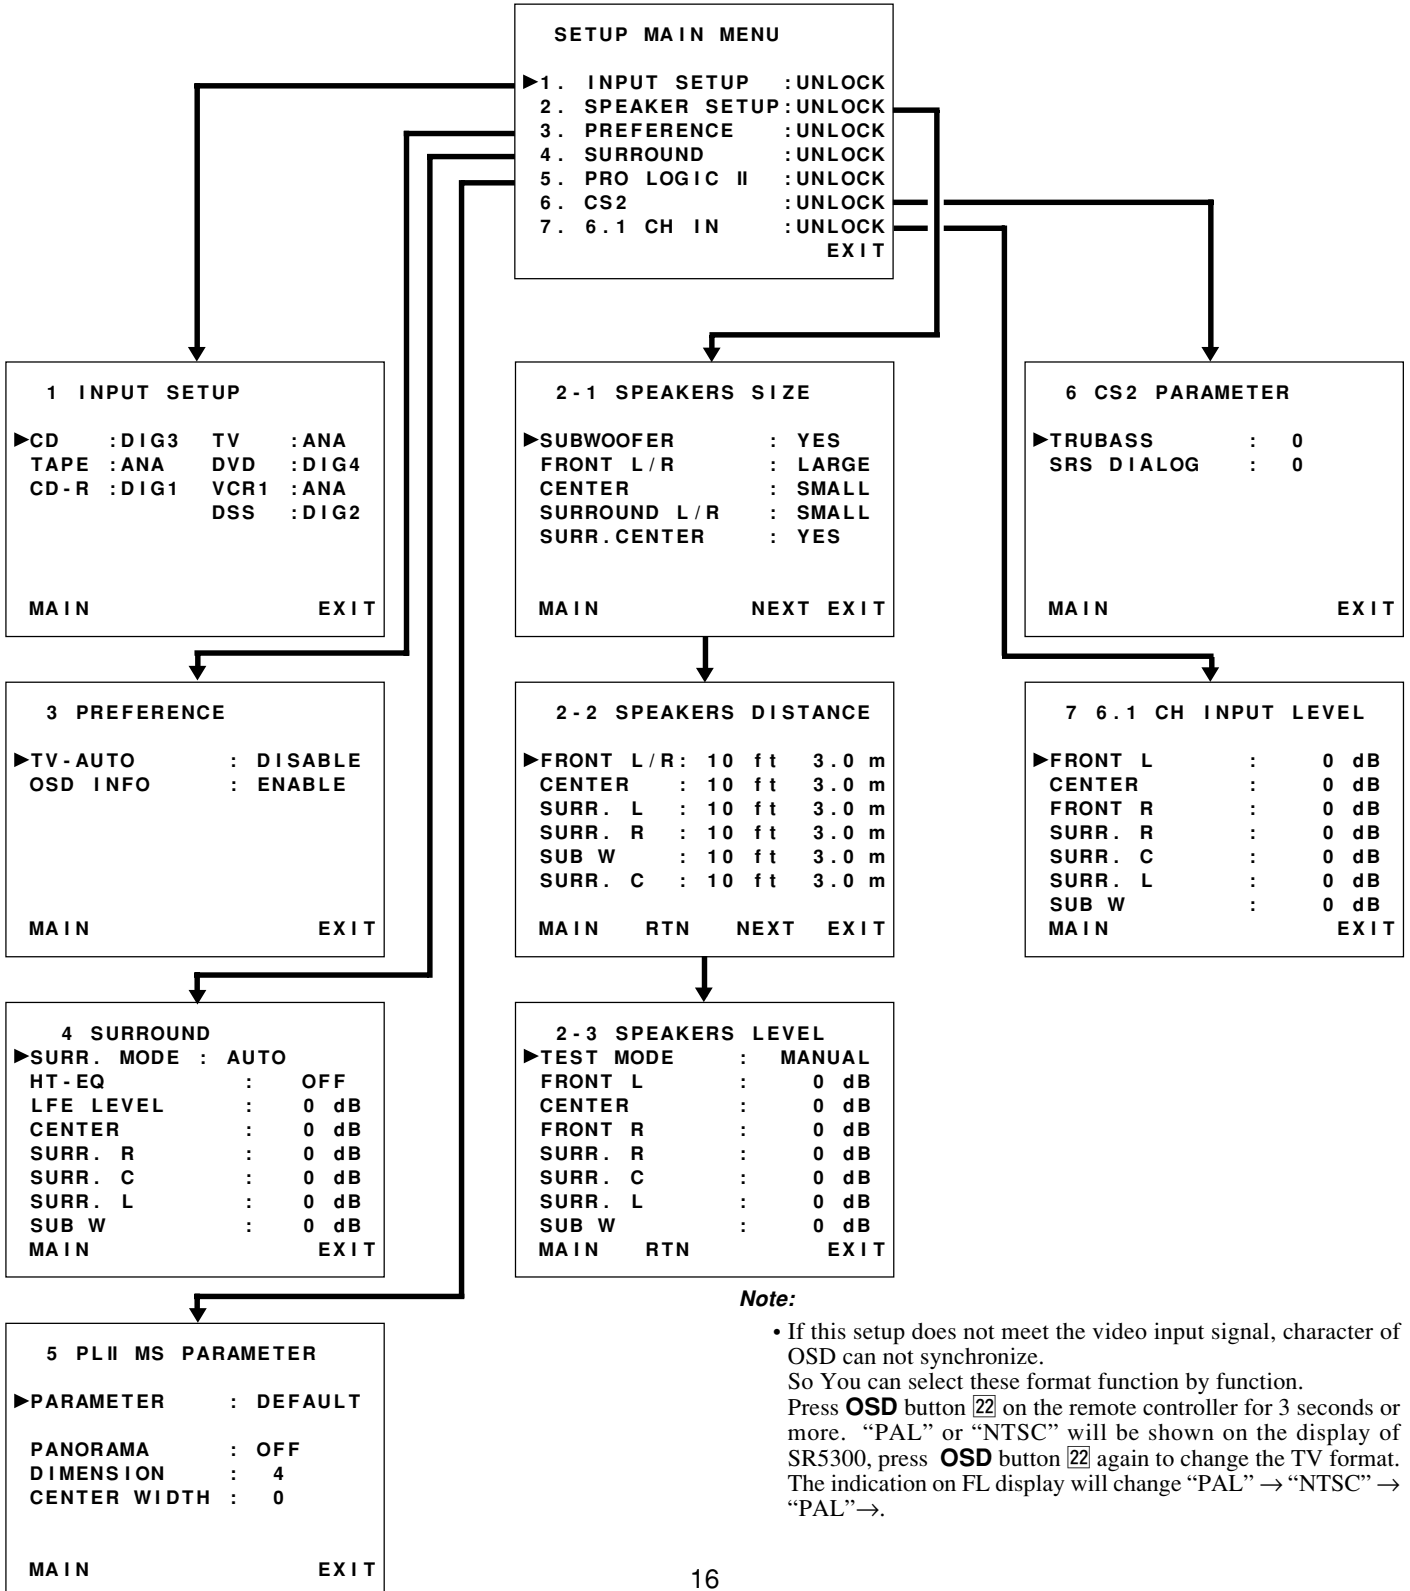 SETUP MAIN MENU
▶1. INPUT SETUP :UNLOCK
2. SPEAKER SETUP:UNLOCK
3. PREFERENCE :UNLOCK
4. SURROUND :UNLOCK
5. PRO LOGIC II :UNLOCK
6. CS2 :UNLOCK
7. 6.1 CH IN :UNLOCK
EXIT
1 INPUT SETUP
▶CD :DIG3 TV :ANA
TAPE :ANA DVD :DIG4
CD-R :DIG1 VCR1 :ANA
DSS :DIG2
MAIN EXIT
2-1 SPEAKERS SIZE
▶SUBWOOFER : YES
FRONT L/R : LARGE
CENTER : SMALL
SURROUND L/R : SMALL
SURR.CENTER : YES
MAIN NEXT EXIT
6 CS2 PARAMETER
▶TRUBASS : 0
SRS DIALOG : 0
MAIN EXIT
3 PREFERENCE
▶TV-AUTO : DISABLE
OSD INFO : ENABLE
MAIN EXIT
2-2 SPEAKERS DISTANCE
▶FRONT L/R: 10 ft 3.0 m
CENTER : 10 ft 3.0 m
SURR. L : 10 ft 3.0 m
SURR. R : 10 ft 3.0 m
SUB W : 10 ft 3.0 m
SURR. C : 10 ft 3.0 m
MAIN RTN NEXT EXIT
7 6.1 CH INPUT LEVEL
▶FRONT L : 0 dB
CENTER : 0 dB
FRONT R : 0 dB
SURR. R : 0 dB
SURR. C : 0 dB
SURR. L : 0 dB
SUB W : 0 dB
MAIN EXIT
4 SURROUND
▶SURR. MODE : AUTO
HT-EQ : OFF
LFE LEVEL : 0 dB
CENTER : 0 dB
SURR. R : 0 dB
SURR. C : 0 dB
SURR. L : 0 dB
SUB W : 0 dB
MAIN EXIT
2-3 SPEAKERS LEVEL
▶TEST MODE : MANUAL
FRONT L : 0 dB
CENTER : 0 dB
FRONT R : 0 dB
SURR. R : 0 dB
SURR. C : 0 dB
SURR. L : 0 dB
SUB W : 0 dB
MAIN RTN EXIT
5 PLII MS PARAMETER
▶PARAMETER : DEFAULT
PANORAMA : OFF
DIMENSION : 4
CENTER WIDTH : 0
MAIN EXIT
Note:
• If this setup does not meet the video input signal, character of
OSD can not synchronize.
So You can select these format function by function.
Press OSD button 22 on the remote controller for 3 seconds or
more. “PAL” or “NTSC” will be shown on the display of
SR5300, press OSD button 22 again to change the TV format.
The indication on FL display will change “PAL” → “NTSC” →
“PAL”→.
16